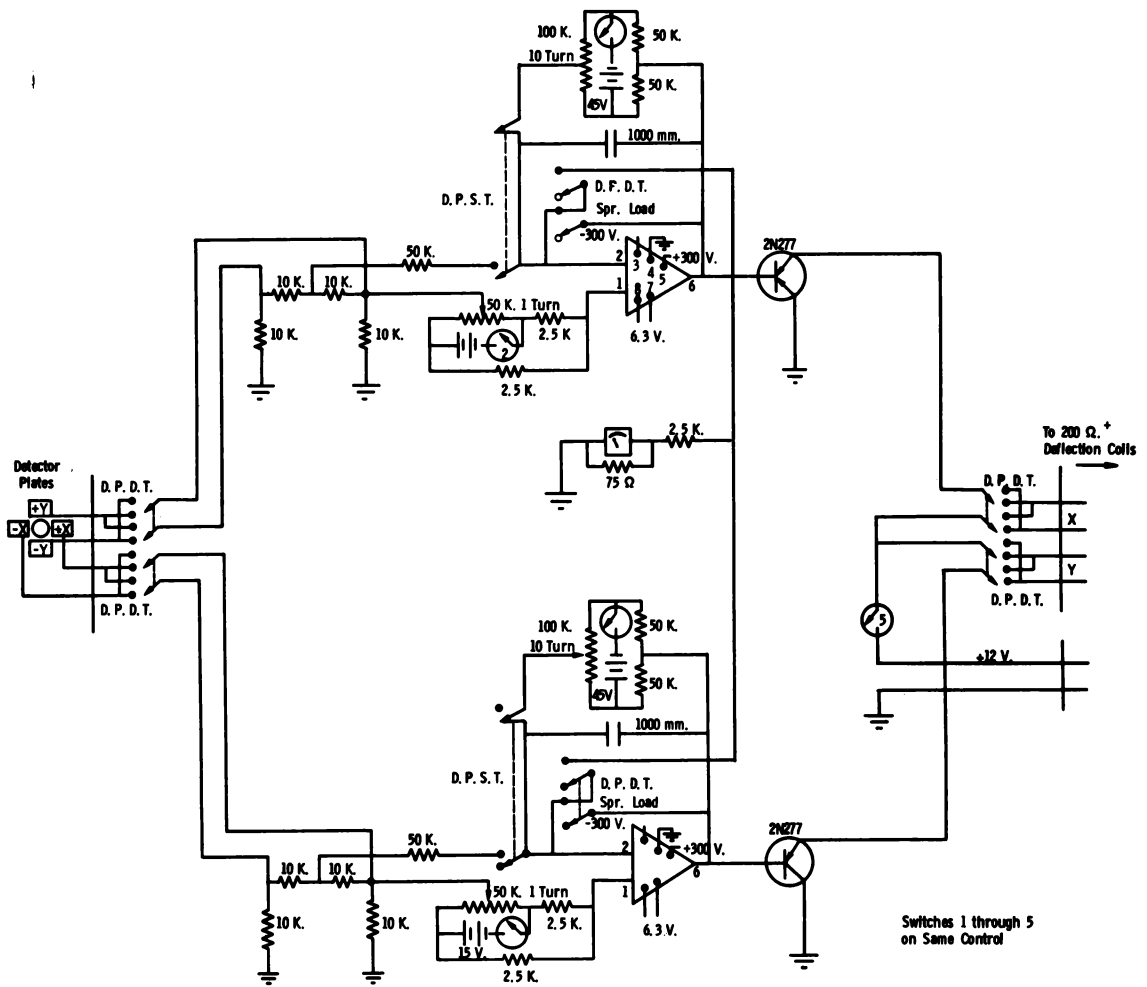 100 K.
50 K.
10 Turn
50 K.
45V
1000 mm.
D. P. S. T.
D. F. D. T.
Spr. Load
-300 V.
+300 V.
2
3
4
5
1
8
7
6
6.3 V.
2N277
50 K.
10 K.
10 K.
10 K.
10 K.
50 K. 1 Turn
2.5 K
2
2.5 K.
2.5 K.
75 Ω
To 200 Ω. +
Deflection Coils
Detector
Plates
D. P. D. T.
+Y
-X
+X
-Y
D. P. D. T.
D. P. D. T.
X
Y
D. P. D. T.
5
+12 V.
100 K.
50 K.
10 Turn
50 K.
45V
1000 mm.
D. P. S. T.
D. P. D. T.
Spr. Load
-300 V.
+300 V.
2
1
6
6.3 V.
2N277
50 K.
10 K.
10 K.
10 K.
10 K.
50 K. 1 Turn
2.5 K.
15 V.
2.5 K.
Switches 1 through 5
on Same Control